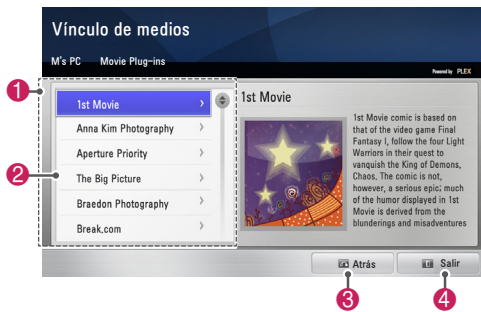 Vínculo de medios
M's PC Movie Plug-ins
Powered by PLEX
1
1st Movie
Anna Kim Photography
Aperture Priority
2
The Big Picture
Braedon Photography
Break.com
1st Movie
1st Movie comic is based on
that of the video game Final
Fantasy I, follow the four Light
Warriors in their quest to
vanquish the King of Demons,
Chaos, The comic is not,
however, a serious epic; much
of the humor displayed in 1st
Movie is derived from the
blunderings and misadventures
Atrás
Salir
3
4